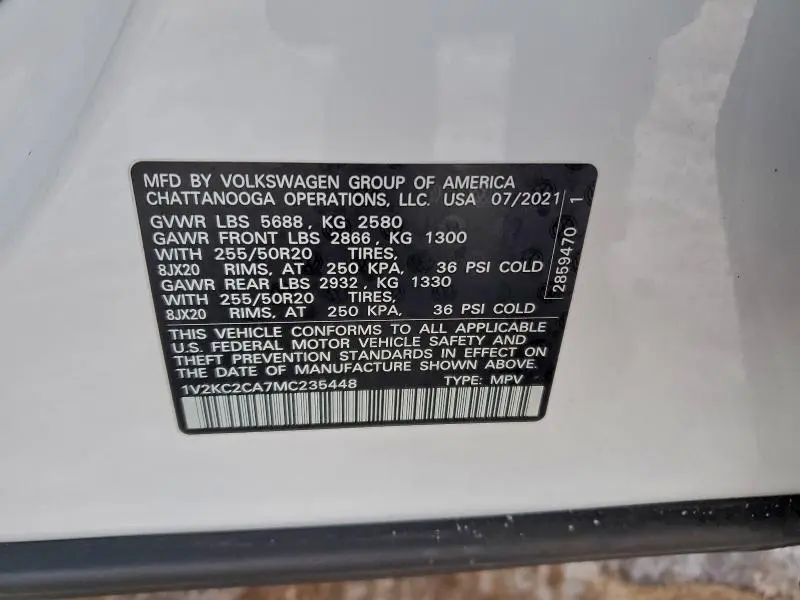 MFD BY VOLKSWAGEN GROUP OF AMERICA
CHATTANOOGA OPERATIONS, LLC. USA 07/2021
GVWR LBS 5688, KG 2580
GAWR FRONT LBS 2866, KG 1300
WITH 255/50R20 TIRES,
8JX20 RIMS, AT 250 KPA, 36 PSI COLD
GAWR REAR LBS 2932, KG 1330
WITH 255/50R20 TIRES,
8JX20 RIMS, AT 250 KPA, 36 PSI COLD
THIS VEHICLE CONFORMS TO ALL APPLICABLE
U.S. FEDERAL MOTOR VEHICLE SAFETY AND
THEFT PREVENTION STANDARDS IN EFFECT ON
THE DATE OF MANUFACTURE SHOWN ABOVE.
1V2KC2CA7MC235448 TYPE: MPV
2859470 1